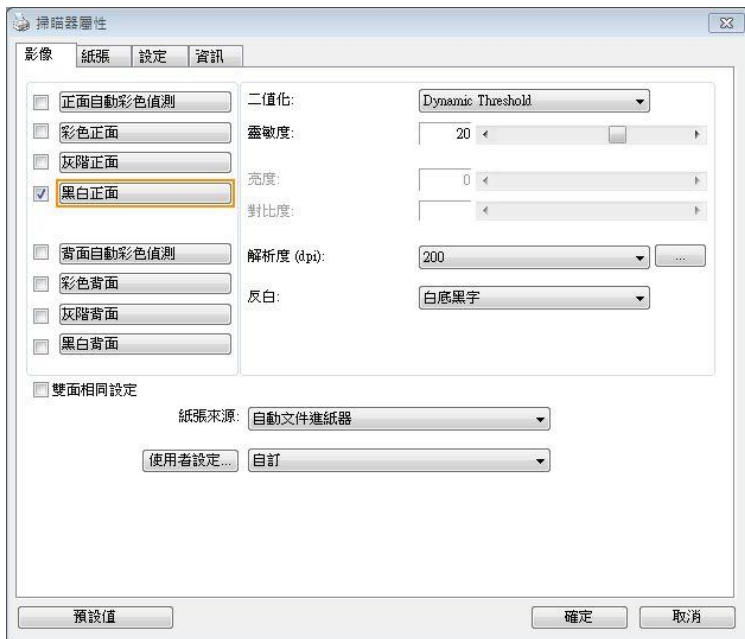 掃瞄器屬性
影像 紙張 設定 資訊
正面自動彩色偵測
彩色正面
灰階正面
黑白正面
背面自動彩色偵測
彩色背面
灰階背面
黑白背面
二值化: Dynamic Threshold
靈敏度: 20
亮度: 0
對比度:
解析度 (dpi): 200 ...
反白: 白底黑字
雙面相同設定
紙張來源: 自動文件進紙器
使用者設定... 自訂
預設值 確定 取消